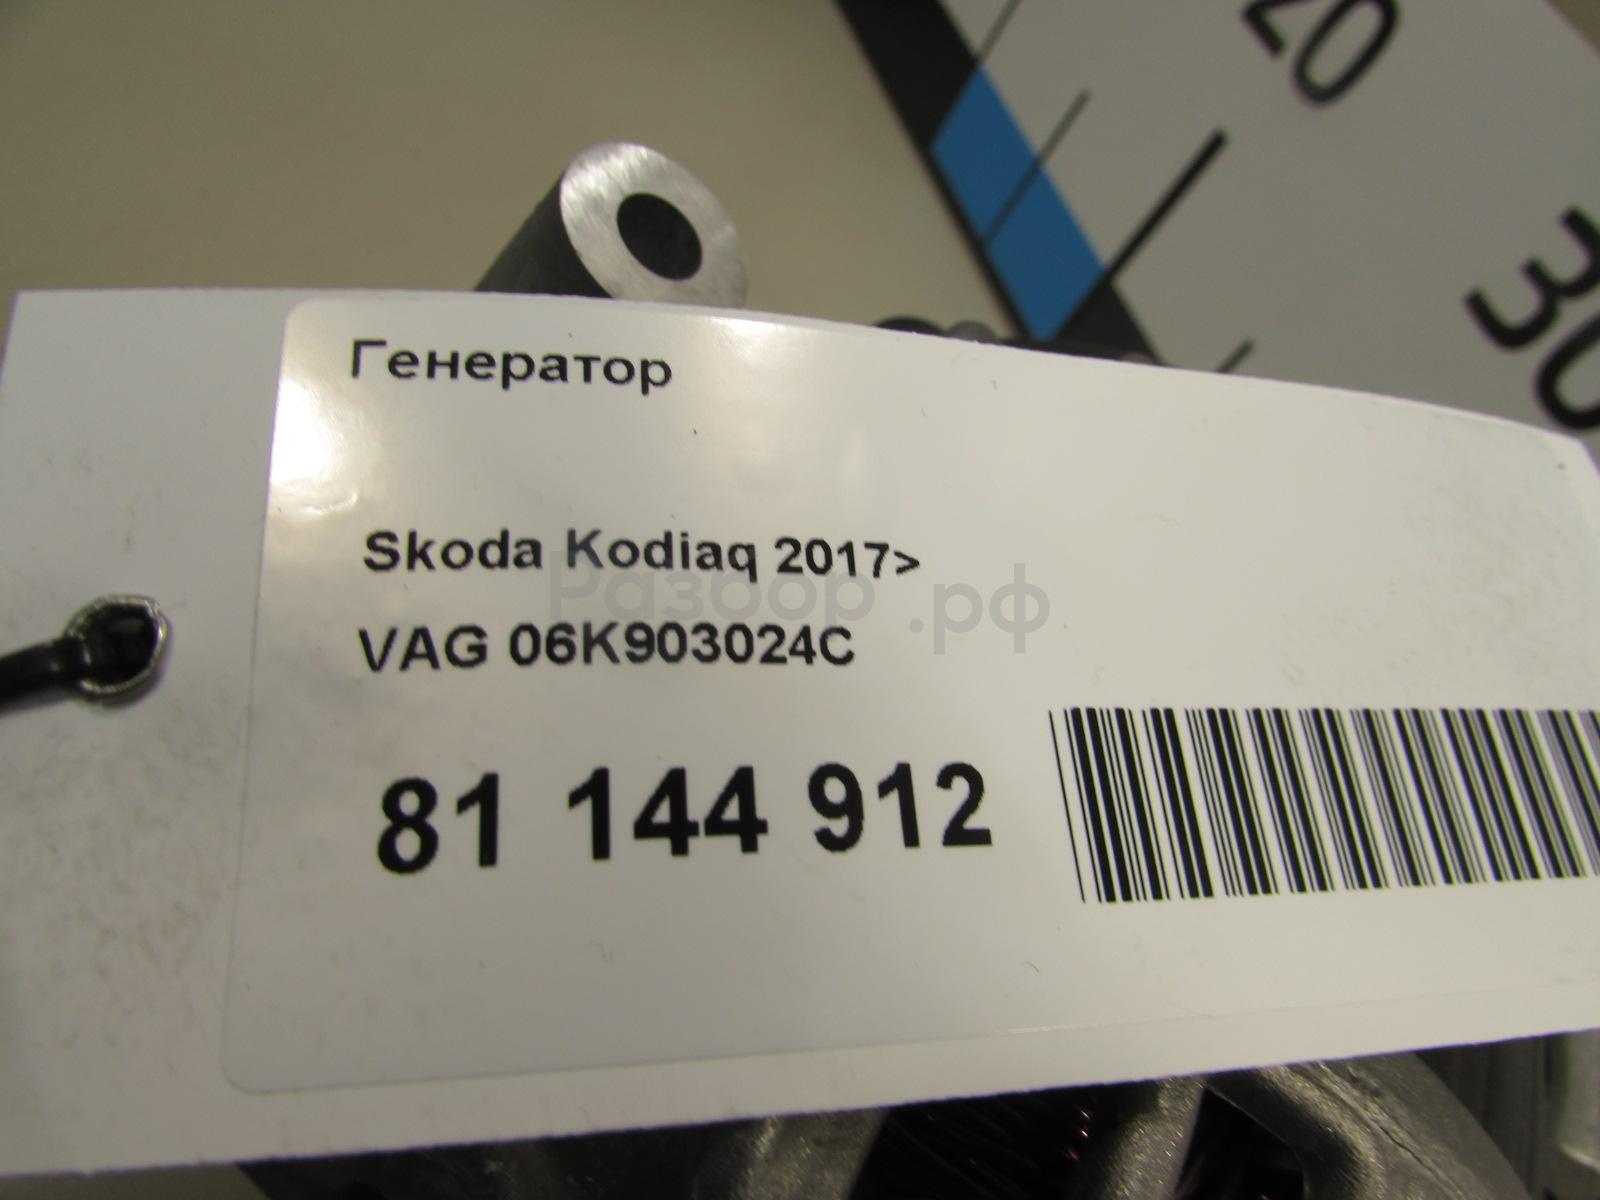 20
30
Генератор
Skoda Kodiaq 2017>
Разбор.рф
VAG 06K903024C
81 144 912